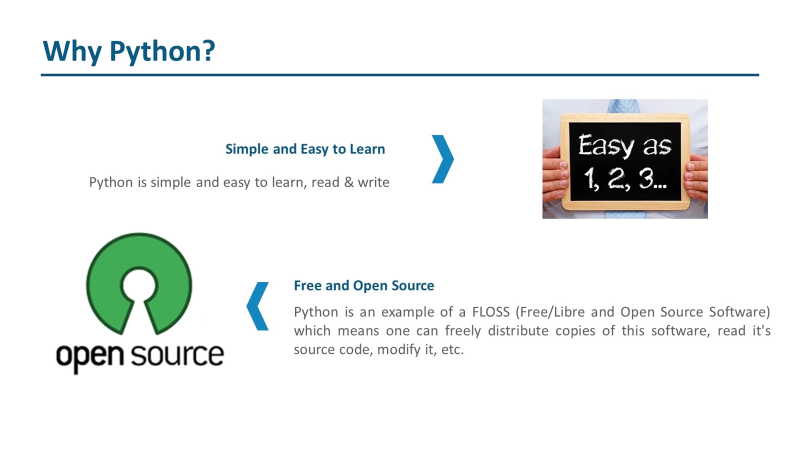 Why Python?
Simple and Easy to Learn
Python is simple and easy to learn, read & write
Easy as
1, 2, 3...
open source
Free and Open Source
Python is an example of a FLOSS (Free/Libre and Open Source Software)
which means one can freely distribute copies of this software, read it's
source code, modify it, etc.